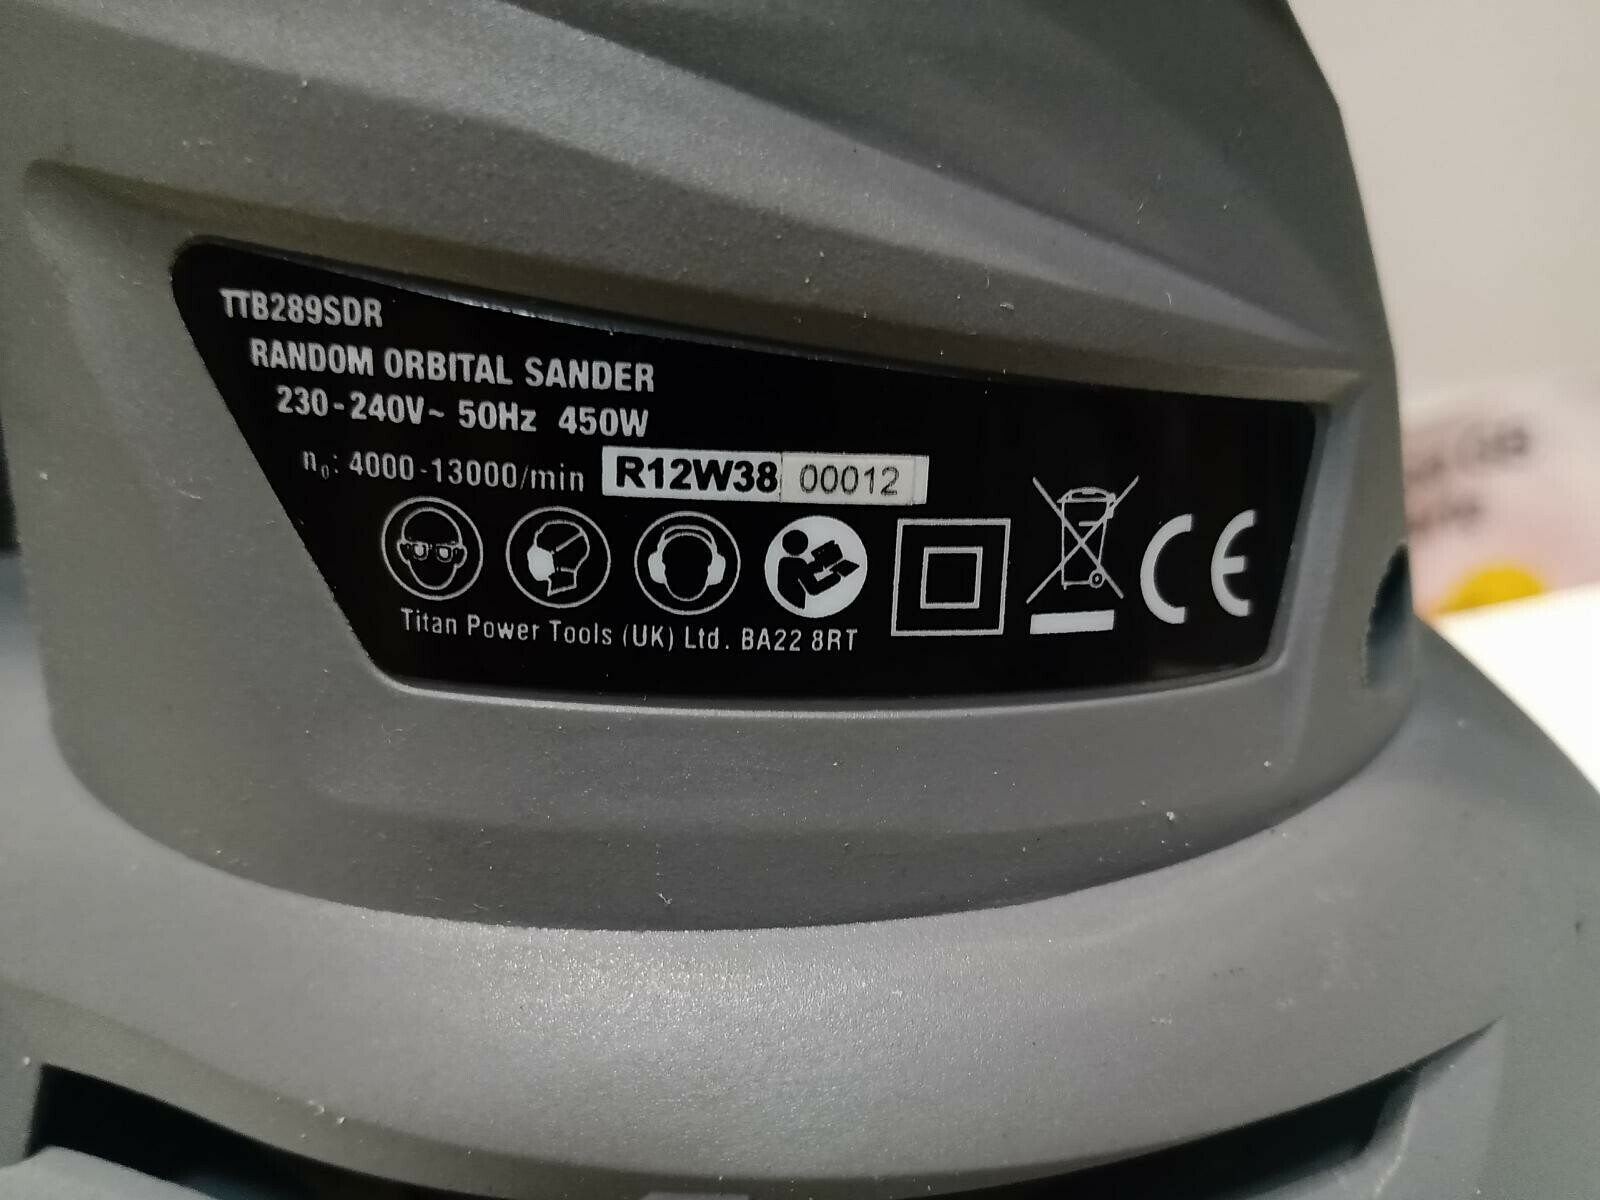 TTB289SDR
RANDOM ORBITAL SANDER
230-240V~ 50Hz 450W
n₀: 4000-13000/min R12W38 00012
Titan Power Tools (UK) Ltd. BA22 8RT
CE